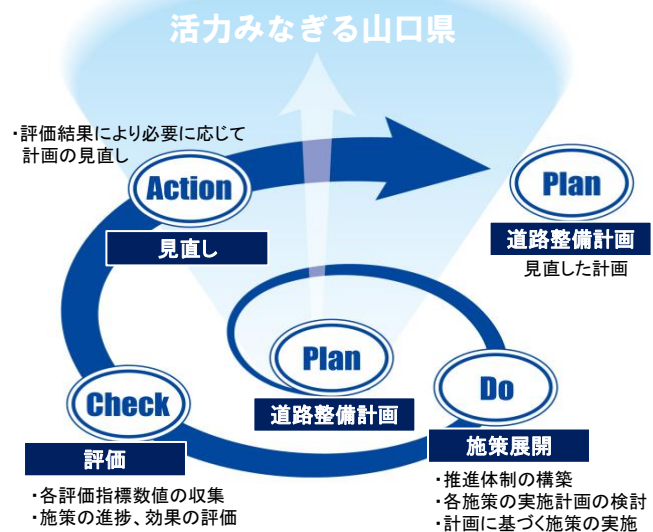 活力みなぎる山口県
・評価結果により必要に応じて
計画の見直し
Action
見直し
Plan
道路整備計画
見直した計画
Plan
道路整備計画
Do
施策展開
・推進体制の構築
・各施策の実施計画の検討
・計画に基づく施策の実施
Check
評価
・各評価指標数値の収集
・施策の進捗、効果の評価